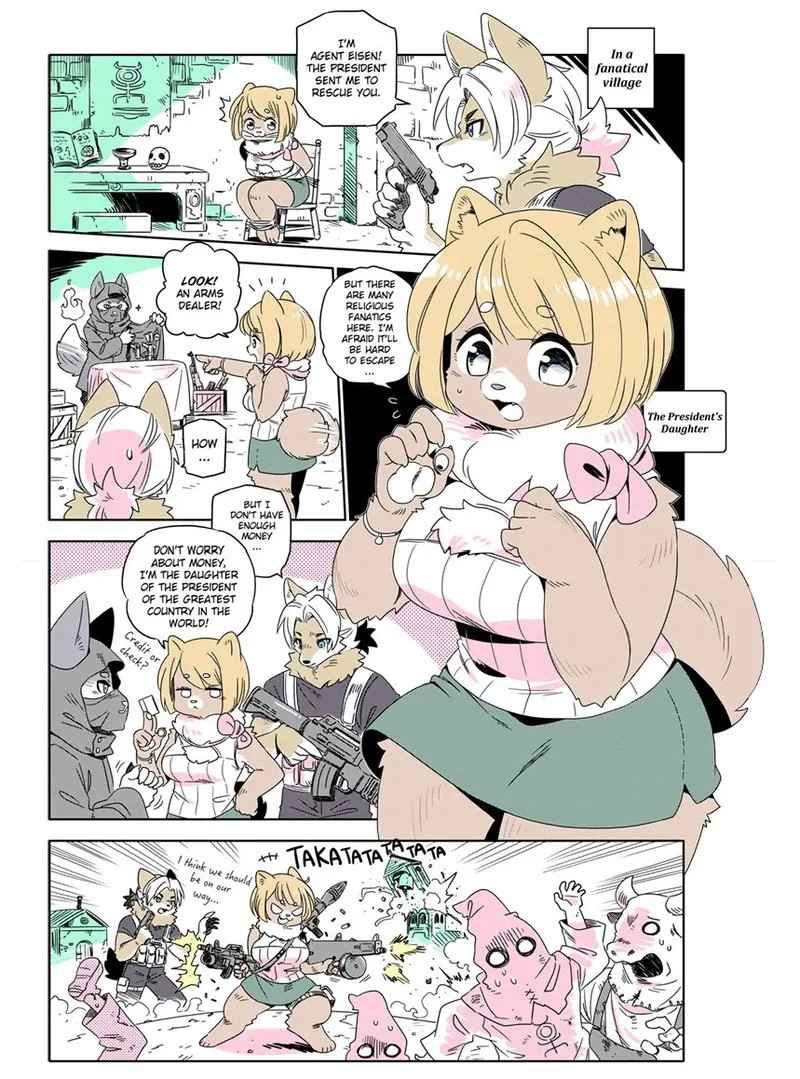 In a
fanatical
village
I'M
AGENT EISEN!
THE PRESIDENT
SENT ME TO
RESCUE YOU.
LOOK!
AN ARMS
DEALER!
HOW
...
BUT THERE
ARE MANY
RELIGIOUS
FANATICS
HERE. I'M
AFRAID IT'LL
BE HARD
TO ESCAPE
...
The President's
Daughter
BUT I
DON'T HAVE
ENOUGH
MONEY
...
DON'T WORRY
ABOUT MONEY,
I'M THE DAUGHTER
OF THE PRESIDENT
OF THE GREATEST
COUNTRY IN THE
WORLD!
Credit or
check?
I think we should
be on our
way...
TAKATATATATATA